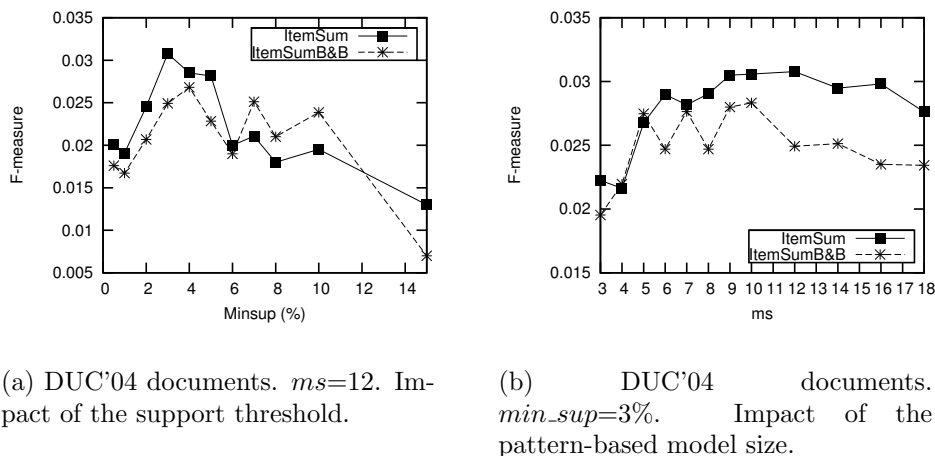 0.035
0.03
0.025
0.02
0.015
0.01
0.005
F-measure
ItemSum
ItemSumB&B
0 2 4 6 8 10 12 14
Minsup (%)
0.035
0.03
0.025
0.02
0.015
F-measure
ItemSum
ItemSumB&B
3 4 5 6 7 8 9 10 11 12 13 14 15 16 17 18
ms
(a) DUC'04 documents. ms=12. Im-
pact of the support threshold.
(b) DUC'04 documents.
min_sup=3%. Impact of the
pattern-based model size.